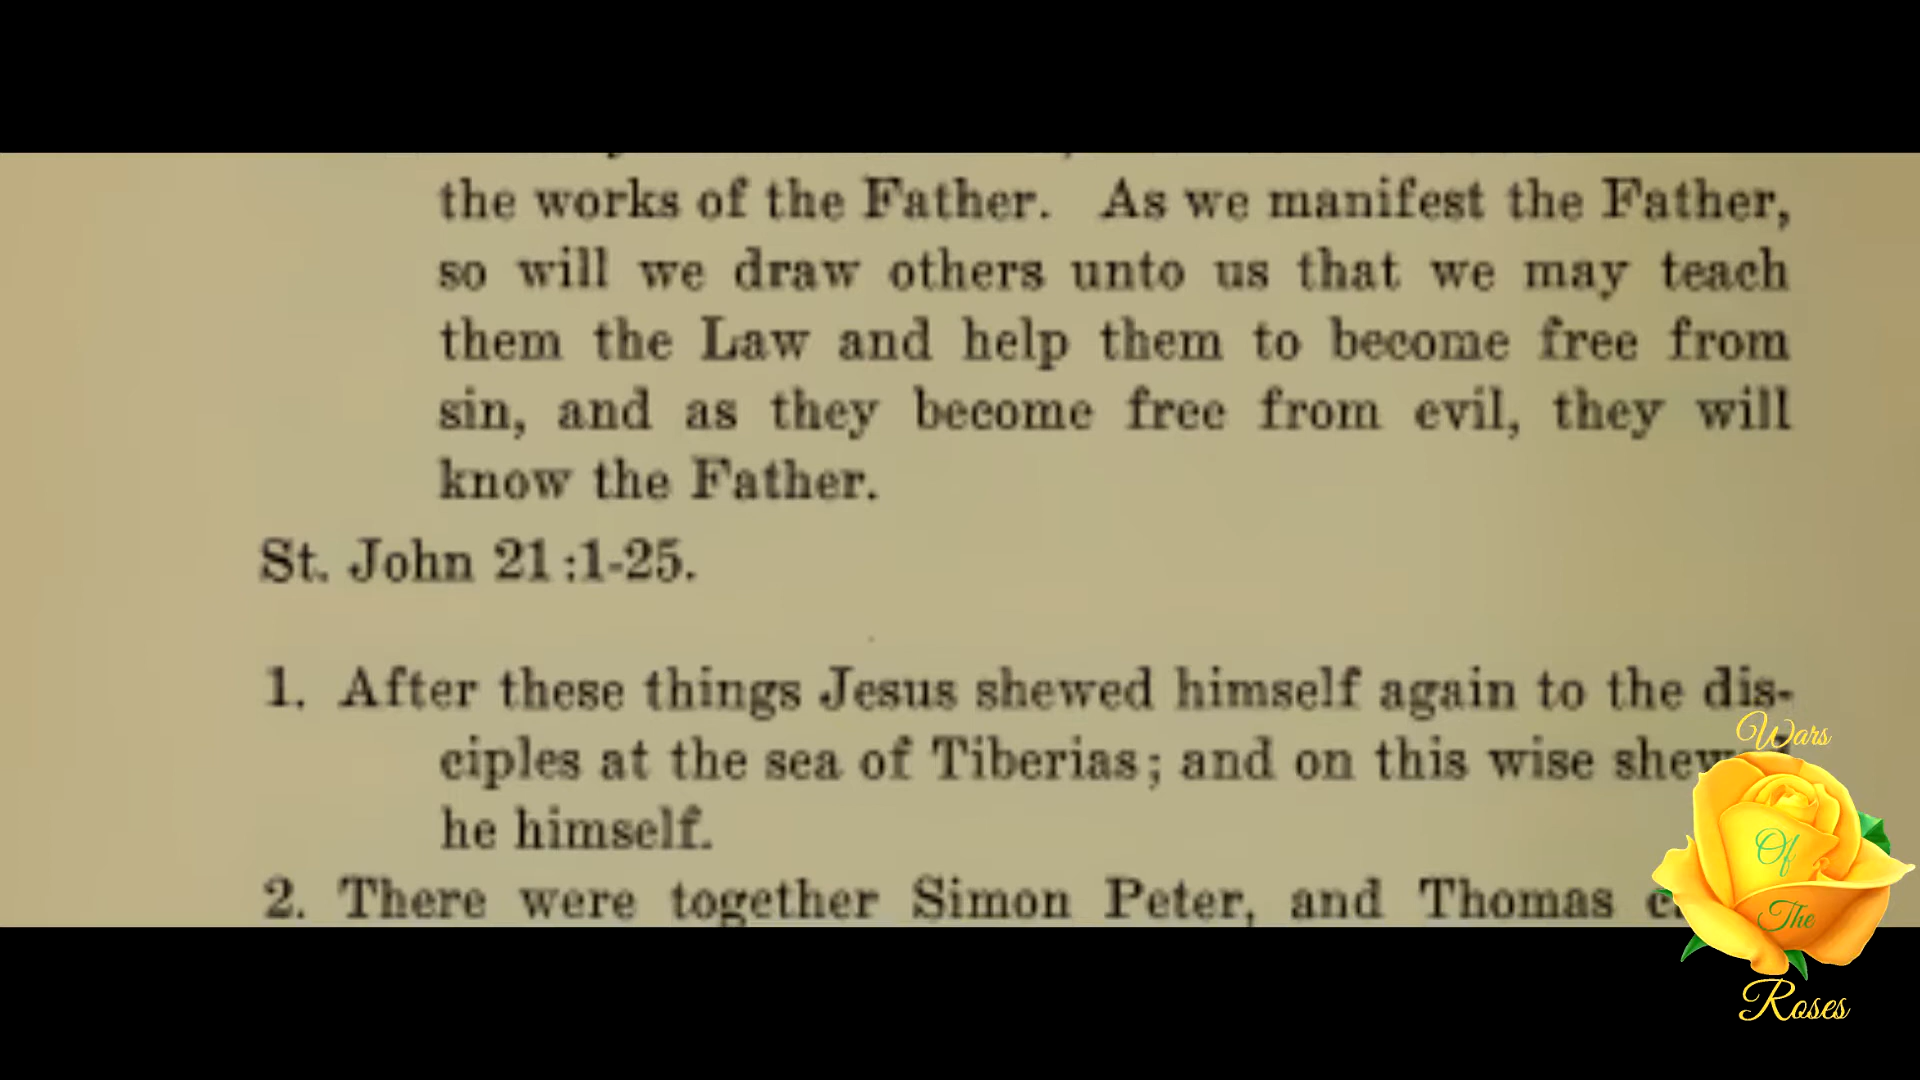 the works of the Father. As we manifest the Father,
so will we draw others unto us that we may teach
them the Law and help them to become free from
sin, and as they become free from evil, they will
know the Father.
St. John 21:1-25.
1. After these things Jesus shewed himself again to the dis-
ciples at the sea of Tiberias; and on this wise
he himself.
2. There were together Simon Peter, and Thomas
Wars
Of
The
Roses